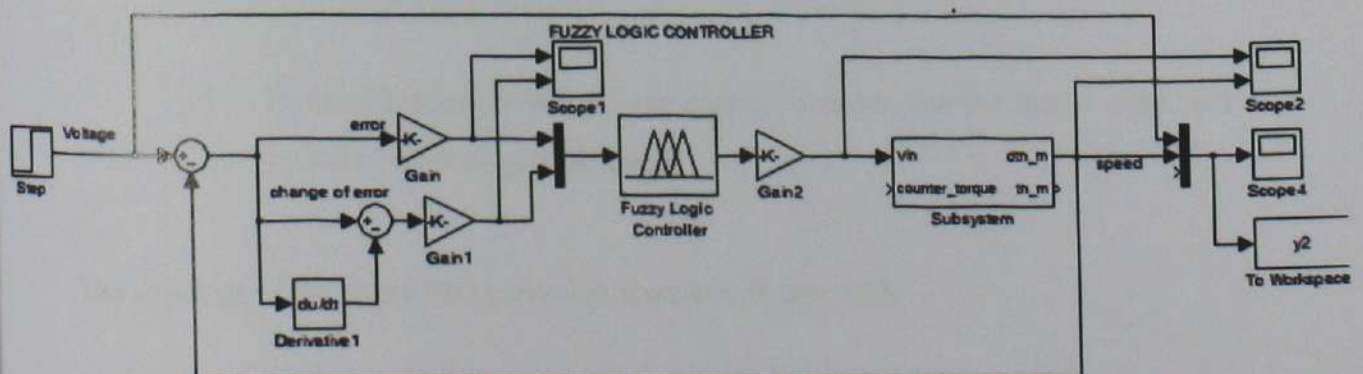 FUZZY LOGIC CONTROLLER
Scope1
Scope2
Voltage
Step
error
-K-
Gain
change of error
-K-
Gain1
du/dt
Derivative1
Fuzzy Logic
Controller
-K-
Gain2
Vin
dth_m
counter_torque
th_m
Subsystem
speed
Scope4
y2
To Workspace